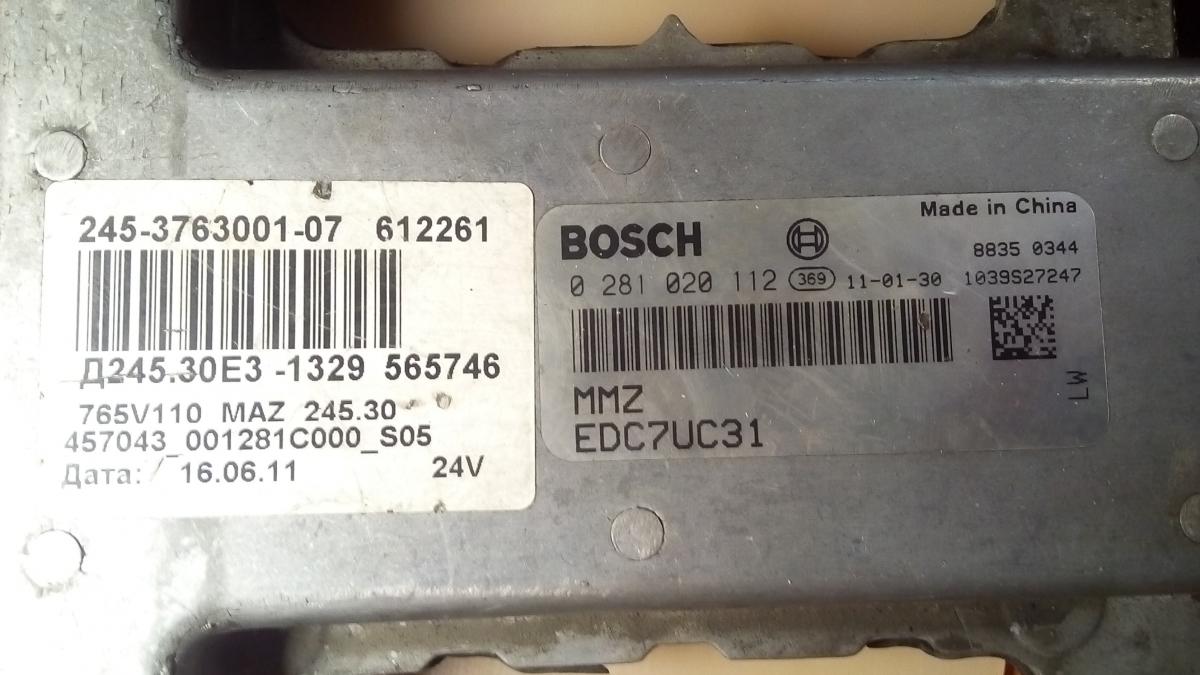 245-3763001-07 612261
Д245.30Е3 -1329 565746
765V110 MAZ 245.30
457043_001281C000_S05
Дата: 16.06.11 24V
Made in China
BOSCH
8835 0344
0 281 020 112 369 11-01-30 1039S27247
LW
MMZ
EDC7UC31